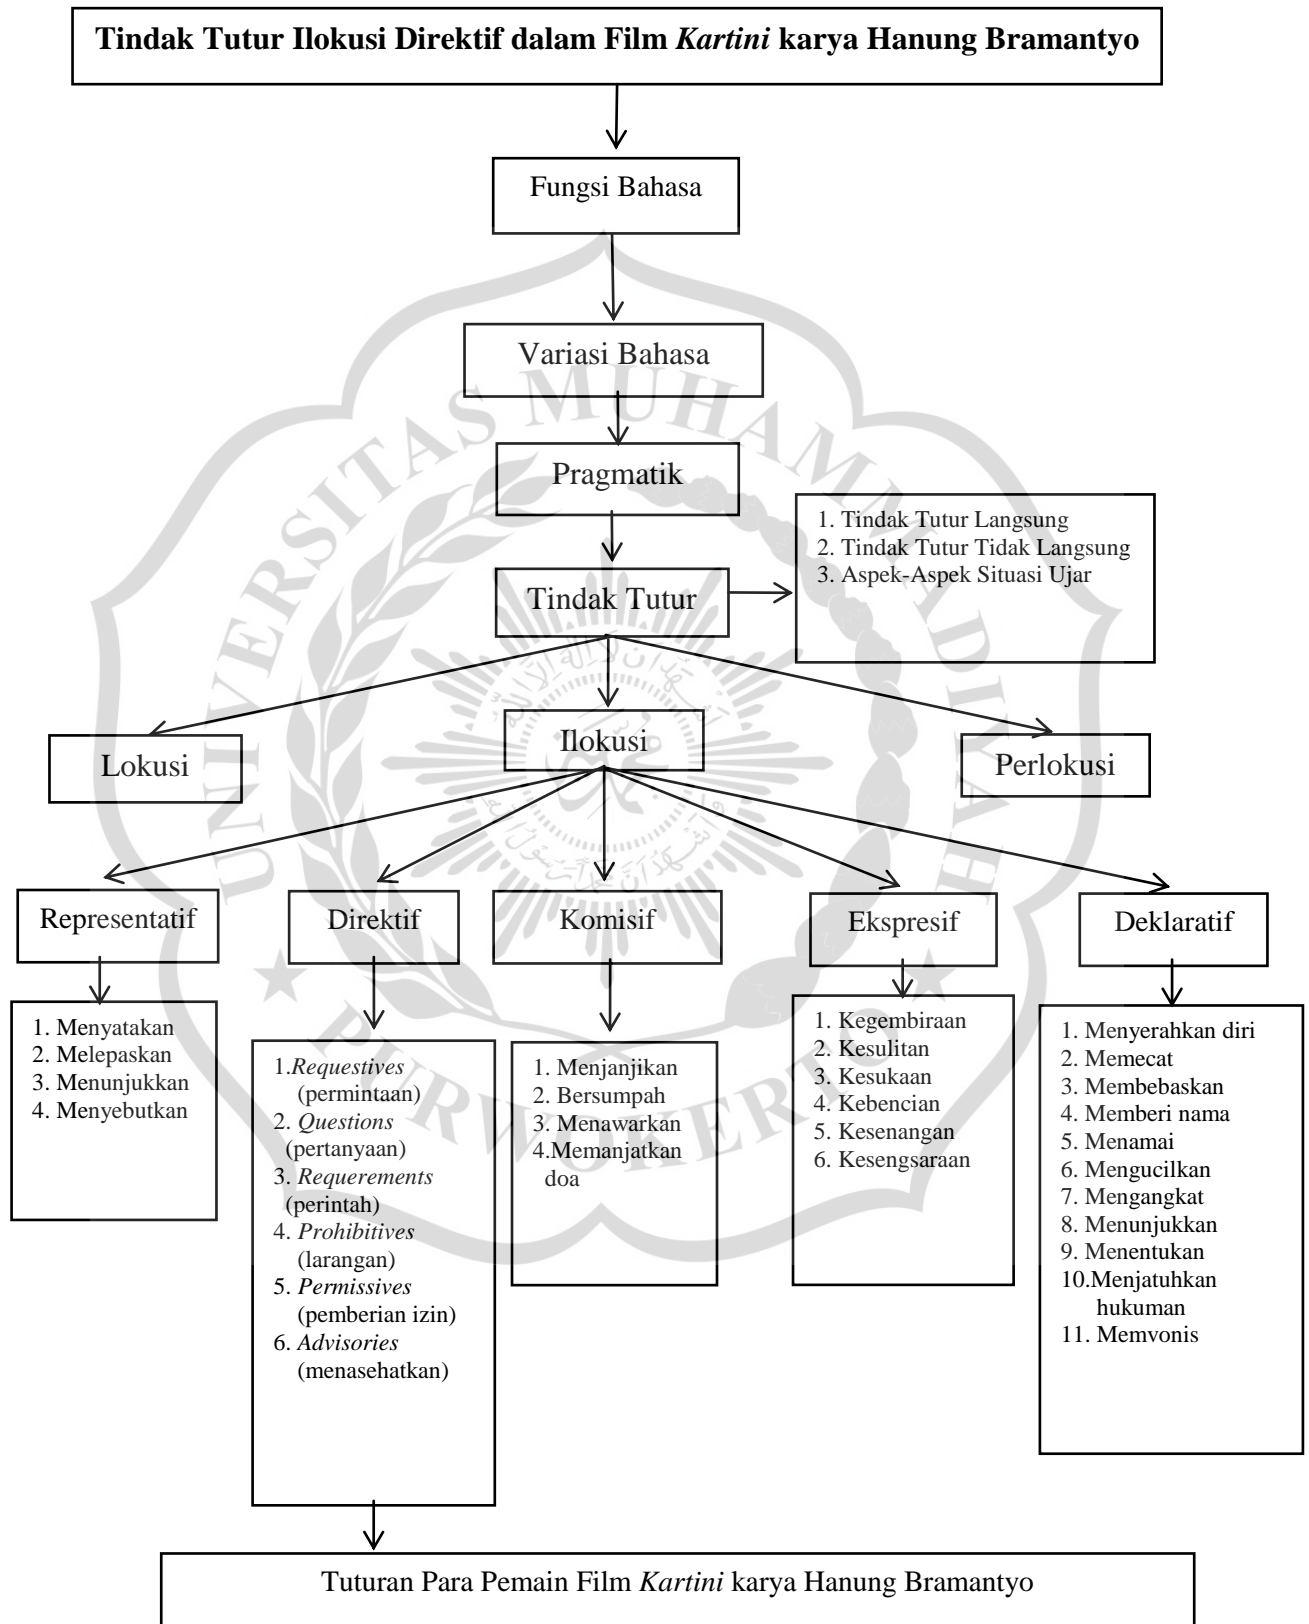 Tindak Tutur Ilokusi Direktif dalam Film Kartini karya Hanung Bramantyo
Fungsi Bahasa
Variasi Bahasa
Pragmatik
Tindak Tutur
1. Tindak Tutur Langsung
2. Tindak Tutur Tidak Langsung
3. Aspek-Aspek Situasi Ujar
Lokusi
Ilokusi
Perlokusi
Representatif
Direktif
Komisif
Ekspresif
Deklaratif
1. Menyatakan
2. Melepaskan
3. Menunjukkan
4. Menyebutkan
1.Requestives
(permintaan)
2. Questions
(pertanyaan)
3. Requerements
(perintah)
4. Prohibitives
(larangan)
5. Permissives
(pemberian izin)
6. Advisories
(menasehatkan)
1. Menjanjikan
2. Bersumpah
3. Menawarkan
4.Memanjatkan
doa
1. Kegembiraan
2. Kesulitan
3. Kesukaan
4. Kebencian
5. Kesenangan
6. Kesengsaraan
1. Menyerahkan diri
2. Memecat
3. Membebaskan
4. Memberi nama
5. Menamai
6. Mengucilkan
7. Mengangkat
8. Menunjukkan
9. Menentukan
10.Menjatuhkan
hukuman
11. Memvonis
Tuturan Para Pemain Film Kartini karya Hanung Bramantyo
UNIVERSITAS MUHAMMADIYAH
PURWOKERTO